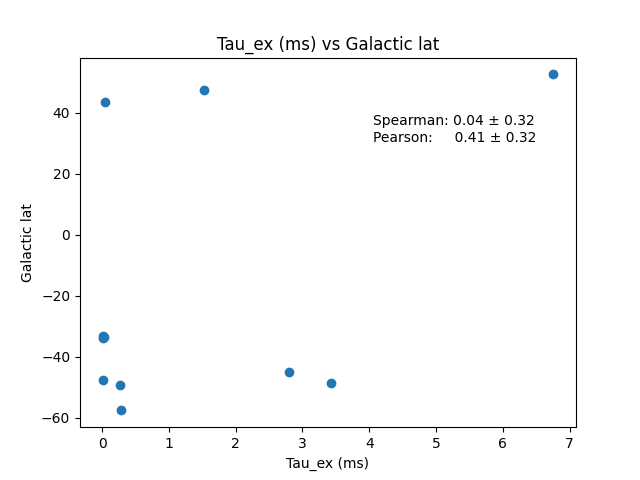 Tau_ex (ms) vs Galactic lat
Spearman: 0.04 ± 0.32
Pearson: 0.41 ± 0.32
Galactic lat
40
20
0
−20
−40
−60
0 1 2 3 4 5 6 7
Tau_ex (ms)